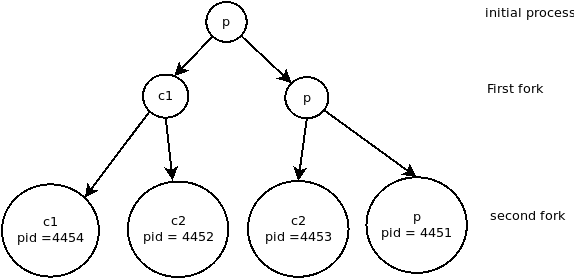 p
initial process
c1
p
First fork
c1
pid =4454
c2
pid = 4452
c2
pid =4453
p
pid = 4451
second fork